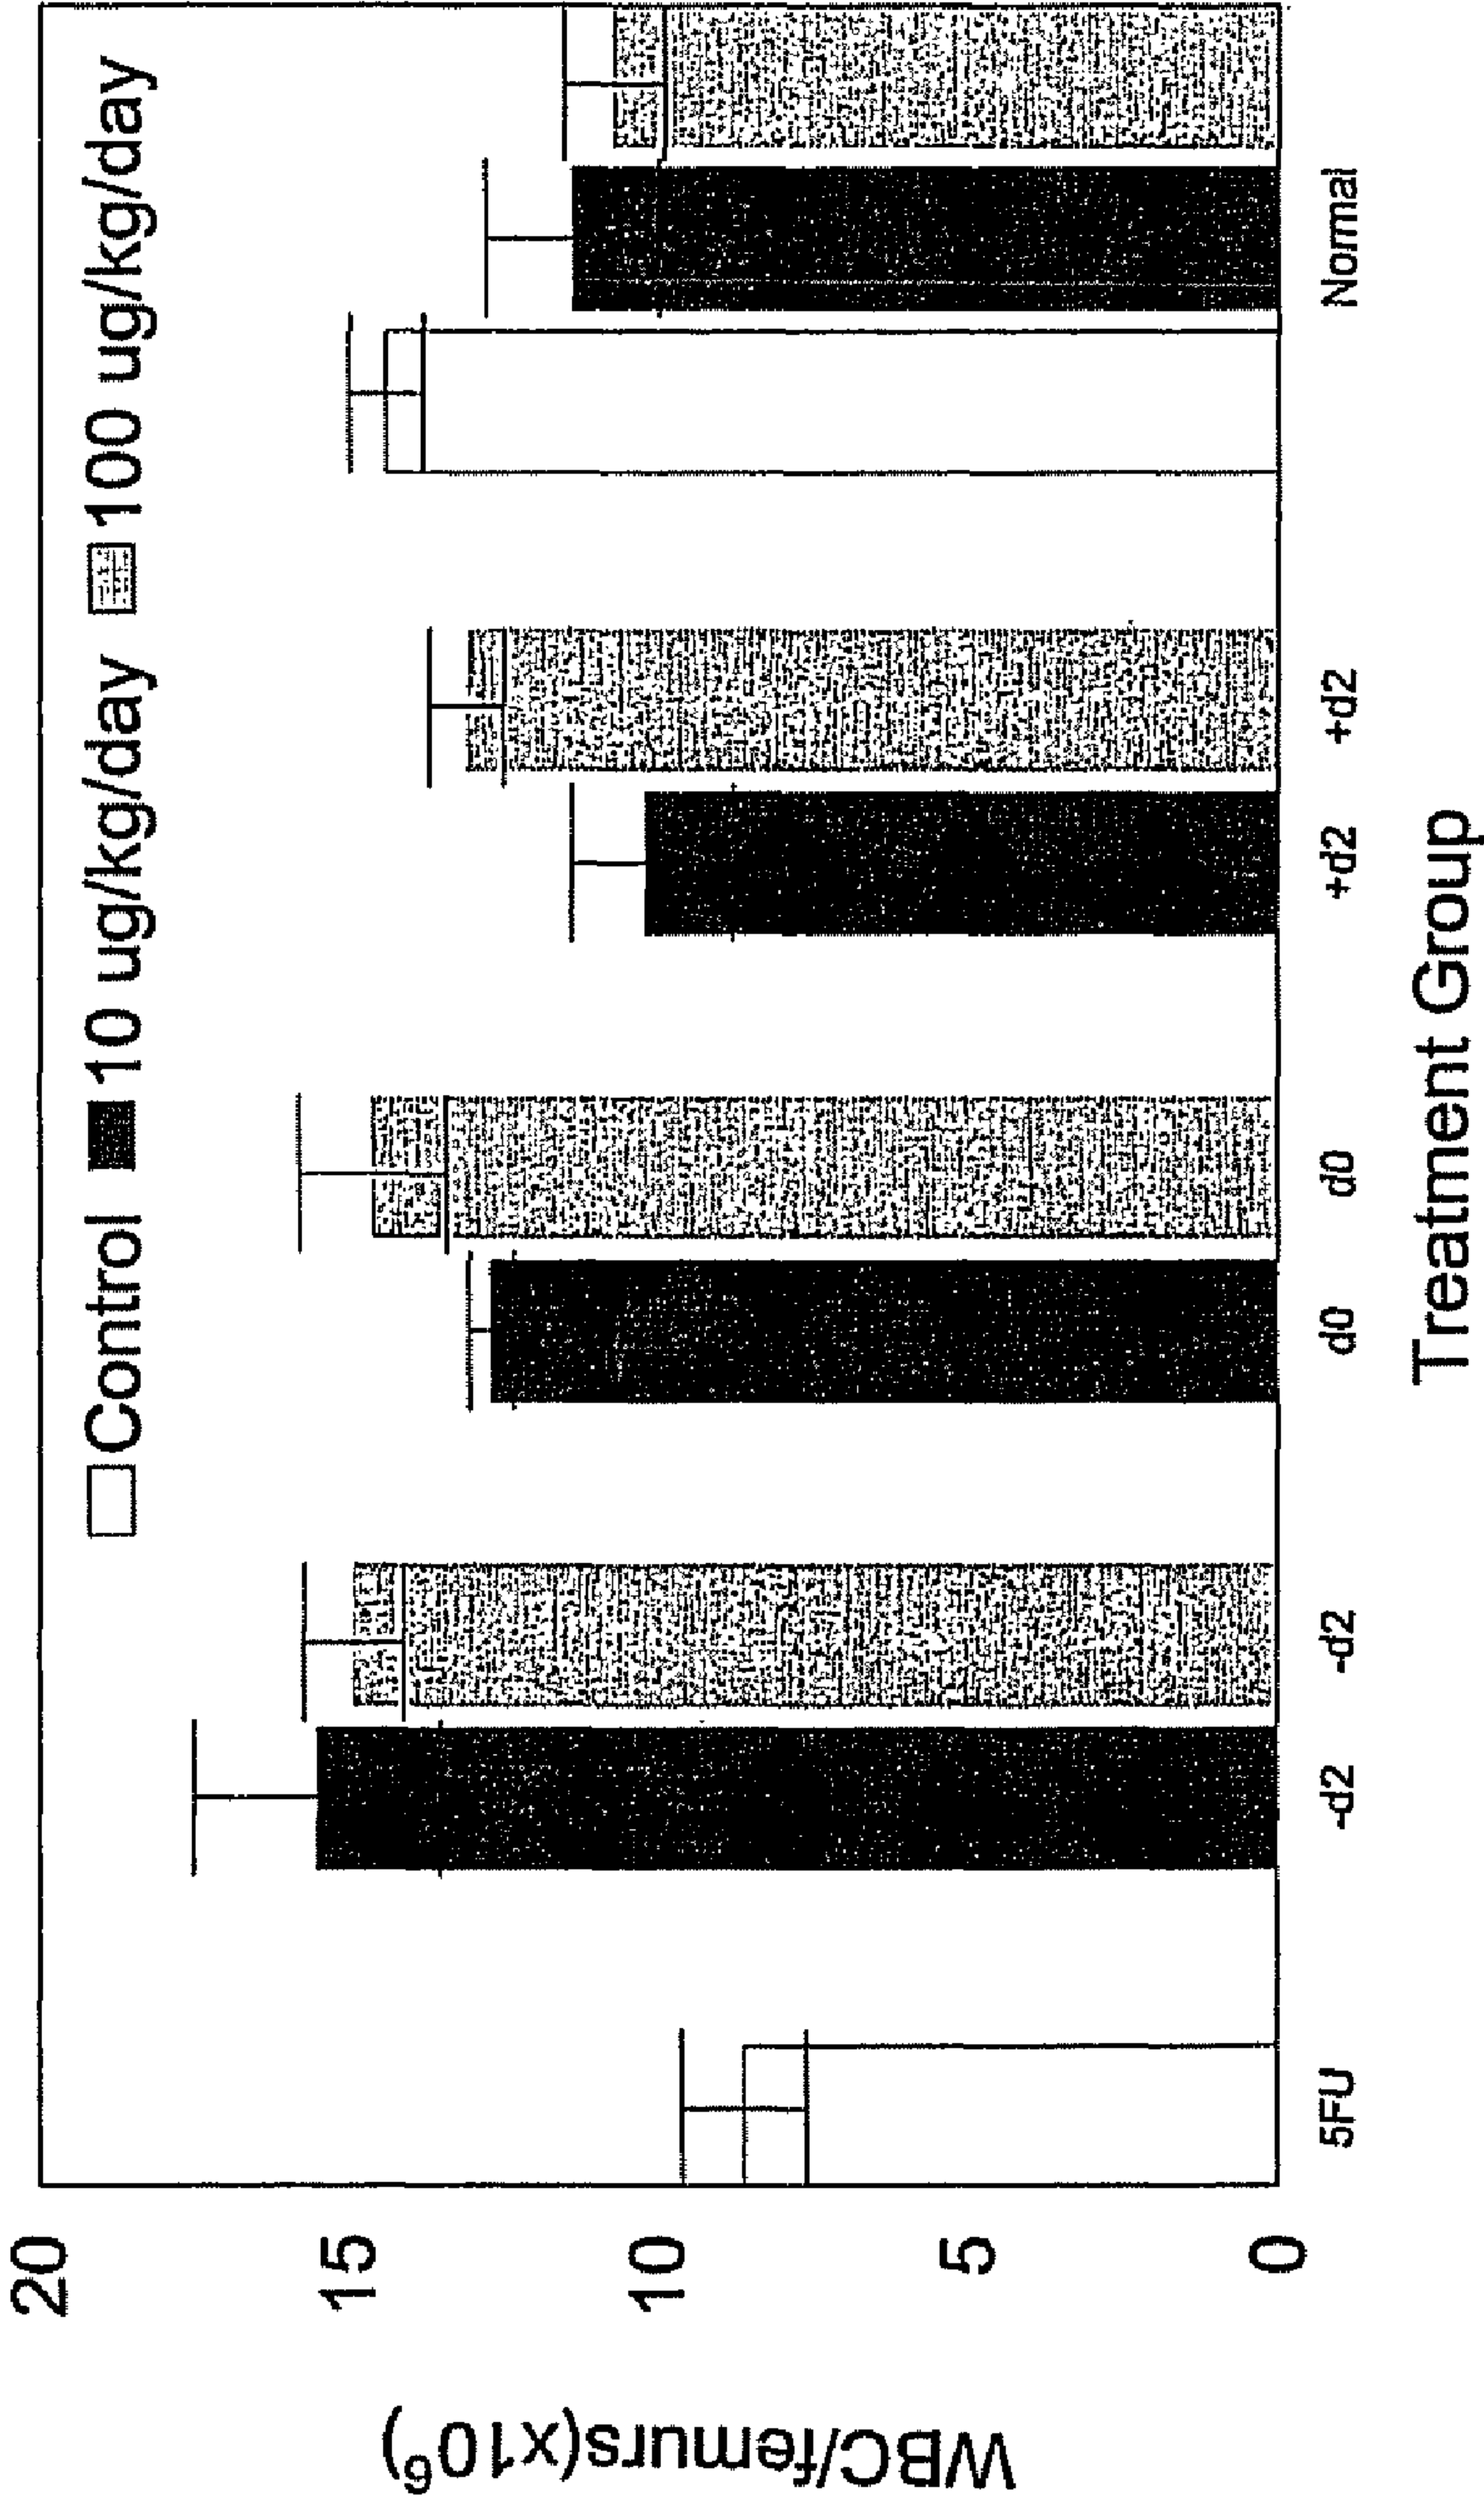 Control 10 ug/kg/day 100 ug/kg/day
WBC/femurs(x10⁶)
20
15
10
5
0
5FU -d2 -d2 d0 d0 +d2 +d2 Normal
Treatment Group